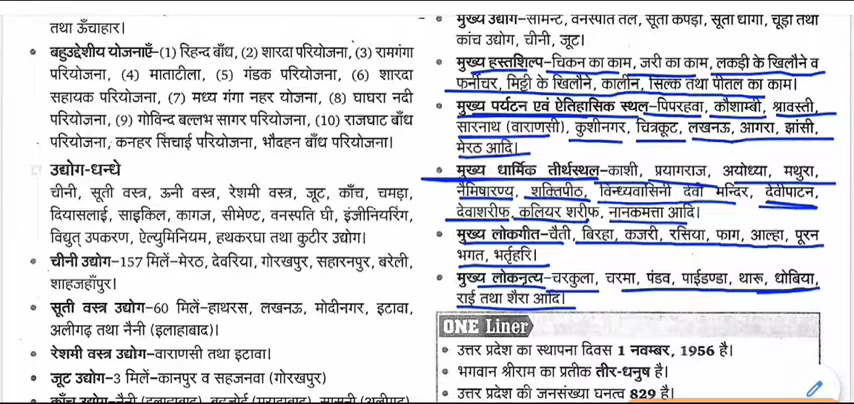 तथा ऊँचाहार।
बहुउद्देशीय योजनाएँ–(1) रिहन्द बाँध, (2) शारदा परियोजना, (3) रामगंगा
परियोजना, (4) माताटीला, (5) गंडक परियोजना, (6) शारदा
सहायक परियोजना, (7) मध्य गंगा नहर योजना, (8) घाघरा नदी
परियोजना, (9) गोविन्द बल्लभ सागर परियोजना, (10) राजघाट बाँध
परियोजना, कनहर सिंचाई परियोजना, भौदहन बाँध परियोजना।
उद्योग-धन्धे
चीनी, सूती वस्त्र, ऊनी वस्त्र, रेशमी वस्त्र, जूट, काँच, चमड़ा,
दियासलाई, साइकिल, कागज, सीमेण्ट, वनस्पति घी, इंजीनियरिंग,
विद्युत् उपकरण, ऐल्युमिनियम, हथकरघा तथा कुटीर उद्योग।
चीनी उद्योग–157 मिलें–मेरठ, देवरिया, गोरखपुर, सहारनपुर, बरेली,
शाहजहाँपुर।
सूती वस्त्र उद्योग–60 मिलें–हाथरस, लखनऊ, मोदीनगर, इटावा,
अलीगढ़ तथा नैनी (इलाहाबाद)।
रेशमी वस्त्र उद्योग–वाराणसी तथा इटावा।
जूट उद्योग–3 मिलें–कानपुर व सहजनवा (गोरखपुर)
काँच उद्योग–नैनी (इलाहाबाद), बहजोई (मुरादाबाद), सासनी (अलीगढ़)
मुख्य उद्योग–सीमेन्ट, वनस्पति तेल, सूती कपड़ा, सूती धागा, चूड़ी तथा
कांच उद्योग, चीनी, जूट।
मुख्य हस्तशिल्प–चिकन का काम, जरी का काम, लकड़ी के खिलौने व
फर्नीचर, मिट्टी के खिलौने, कालीन, सिल्क तथा पीतल का काम।
मुख्य पर्यटन एवं ऐतिहासिक स्थल–पिपरहवा, कौशाम्बी, श्रावस्ती,
सारनाथ (वाराणसी), कुशीनगर, चित्रकूट, लखनऊ, आगरा, झांसी,
मेरठ आदि।
मुख्य धार्मिक तीर्थस्थल–काशी, प्रयागराज, अयोध्या, मथुरा,
नैमिषारण्य, शक्तिपीठ, विन्ध्यवासिनी देवी मन्दिर, देवीपाटन,
देवाशरीफ, कलियर शरीफ, नानकमत्ता आदि।
मुख्य लोकगीत–चैती, बिरहा, कजरी, रसिया, फाग, आल्हा, पूरन
भगत, भर्तृहरि।
मुख्य लोकनृत्य–चरकुला, चरमा, पंडव, पाईडण्डा, थारू, धोबिया,
राई तथा शैरा आदि।
ONE Liner
उत्तर प्रदेश का स्थापना दिवस 1 नवम्बर, 1956 है।
भगवान श्रीराम का प्रतीक तीर-धनुष है।
उत्तर प्रदेश की जनसंख्या घनत्व 829 है।